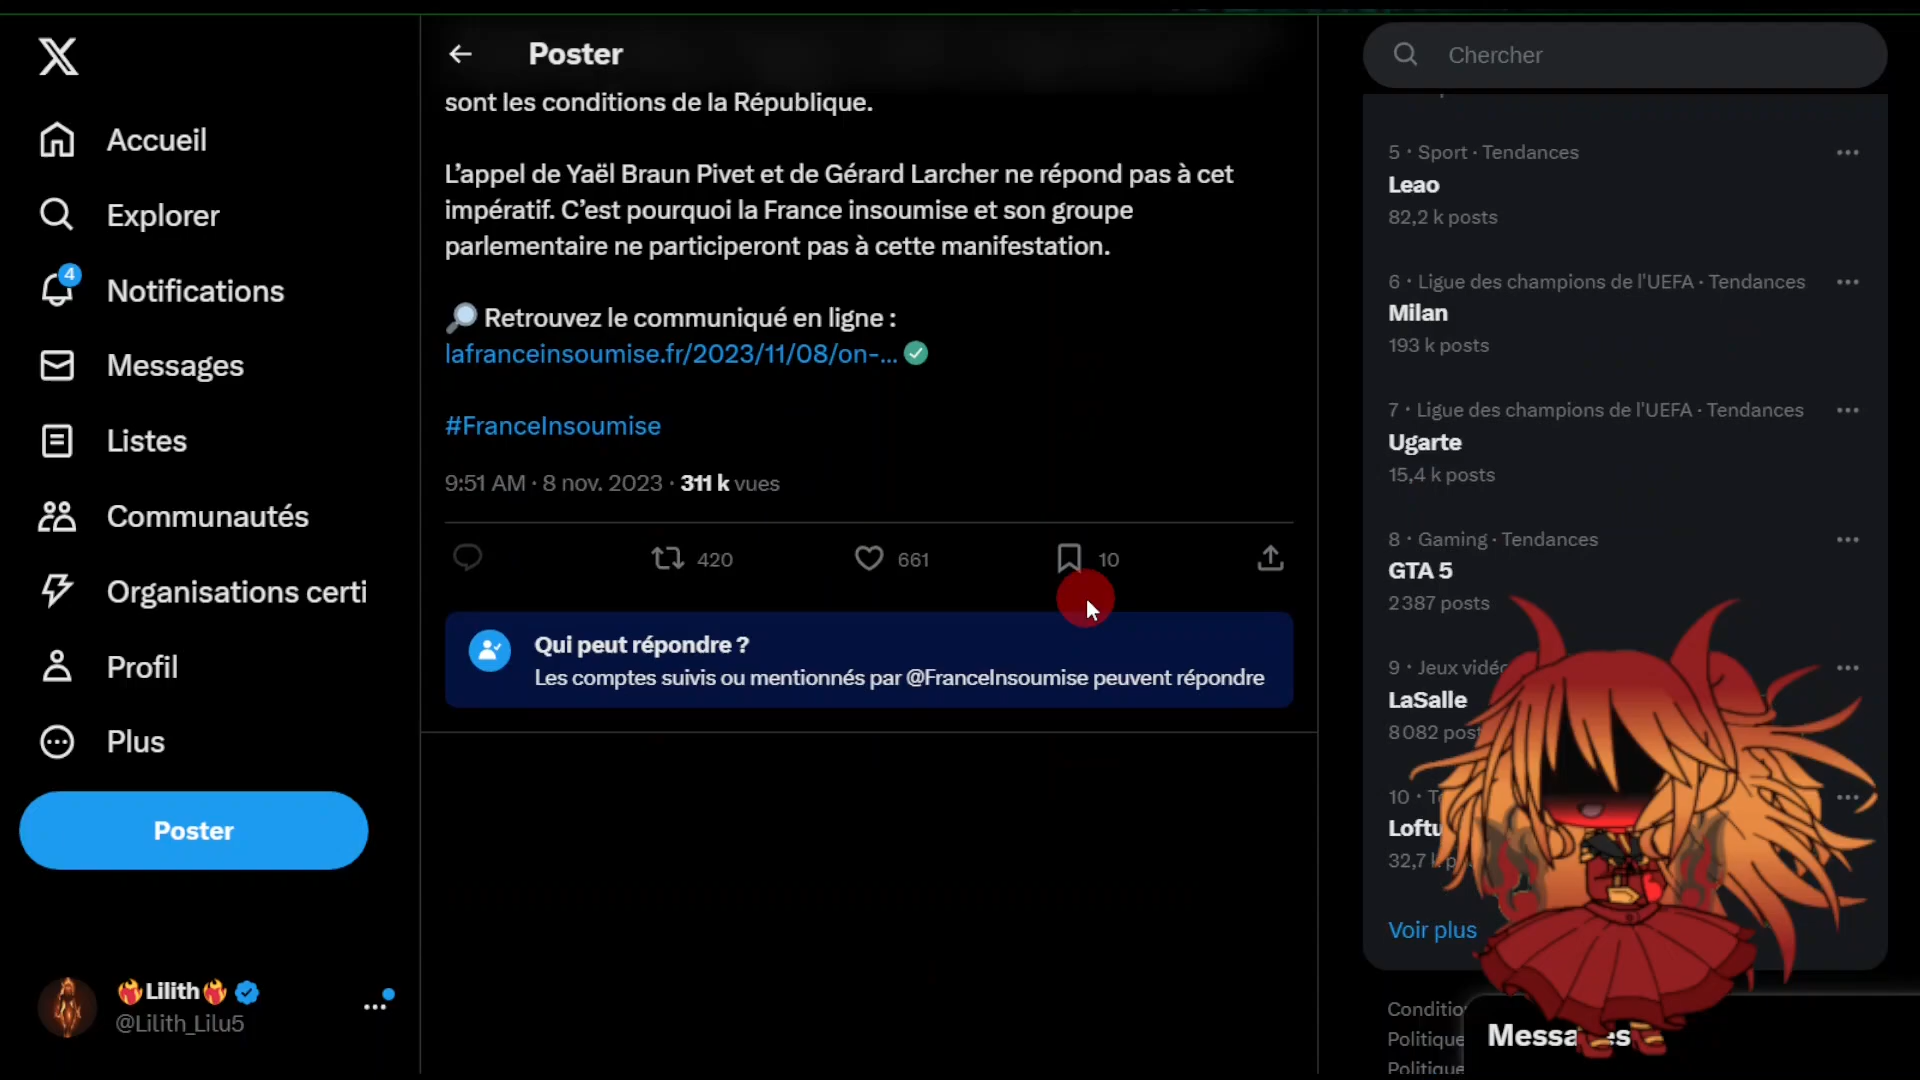 Accueil
Explorer
4
Notifications
Messages
Listes
Communautés
Organisations certi
Profil
Plus
Poster
Lilith
@Lilith_Lilu5
Poster
sont les conditions de la République.
L'appel de Yaël Braun Pivet et de Gérard Larcher ne répond pas à cet
impératif. C'est pourquoi la France insoumise et son groupe
parlementaire ne participeront pas à cette manifestation.
Retrouvez le communiqué en ligne :
lafranceinsoumise.fr/2023/11/08/on-...
#FranceInsoumise
9:51 AM · 8 nov. 2023 · 311 k vues
420 661 10
Qui peut répondre ?
Les comptes suivis ou mentionnés par @FranceInsoumise peuvent répondre
Chercher
5 · Sport · Tendances
Leao
82,2 k posts
6 · Ligue des champions de l'UEFA · Tendances
Milan
193 k posts
7 · Ligue des champions de l'UEFA · Tendances
Ugarte
15,4 k posts
8 · Gaming · Tendances
GTA 5
2 387 posts
9 · Jeux vidéo
LaSalle
8 082 post
10 · T
Loftu
32,7 k p
Voir plus
Conditio
Politique
Politique
Messages